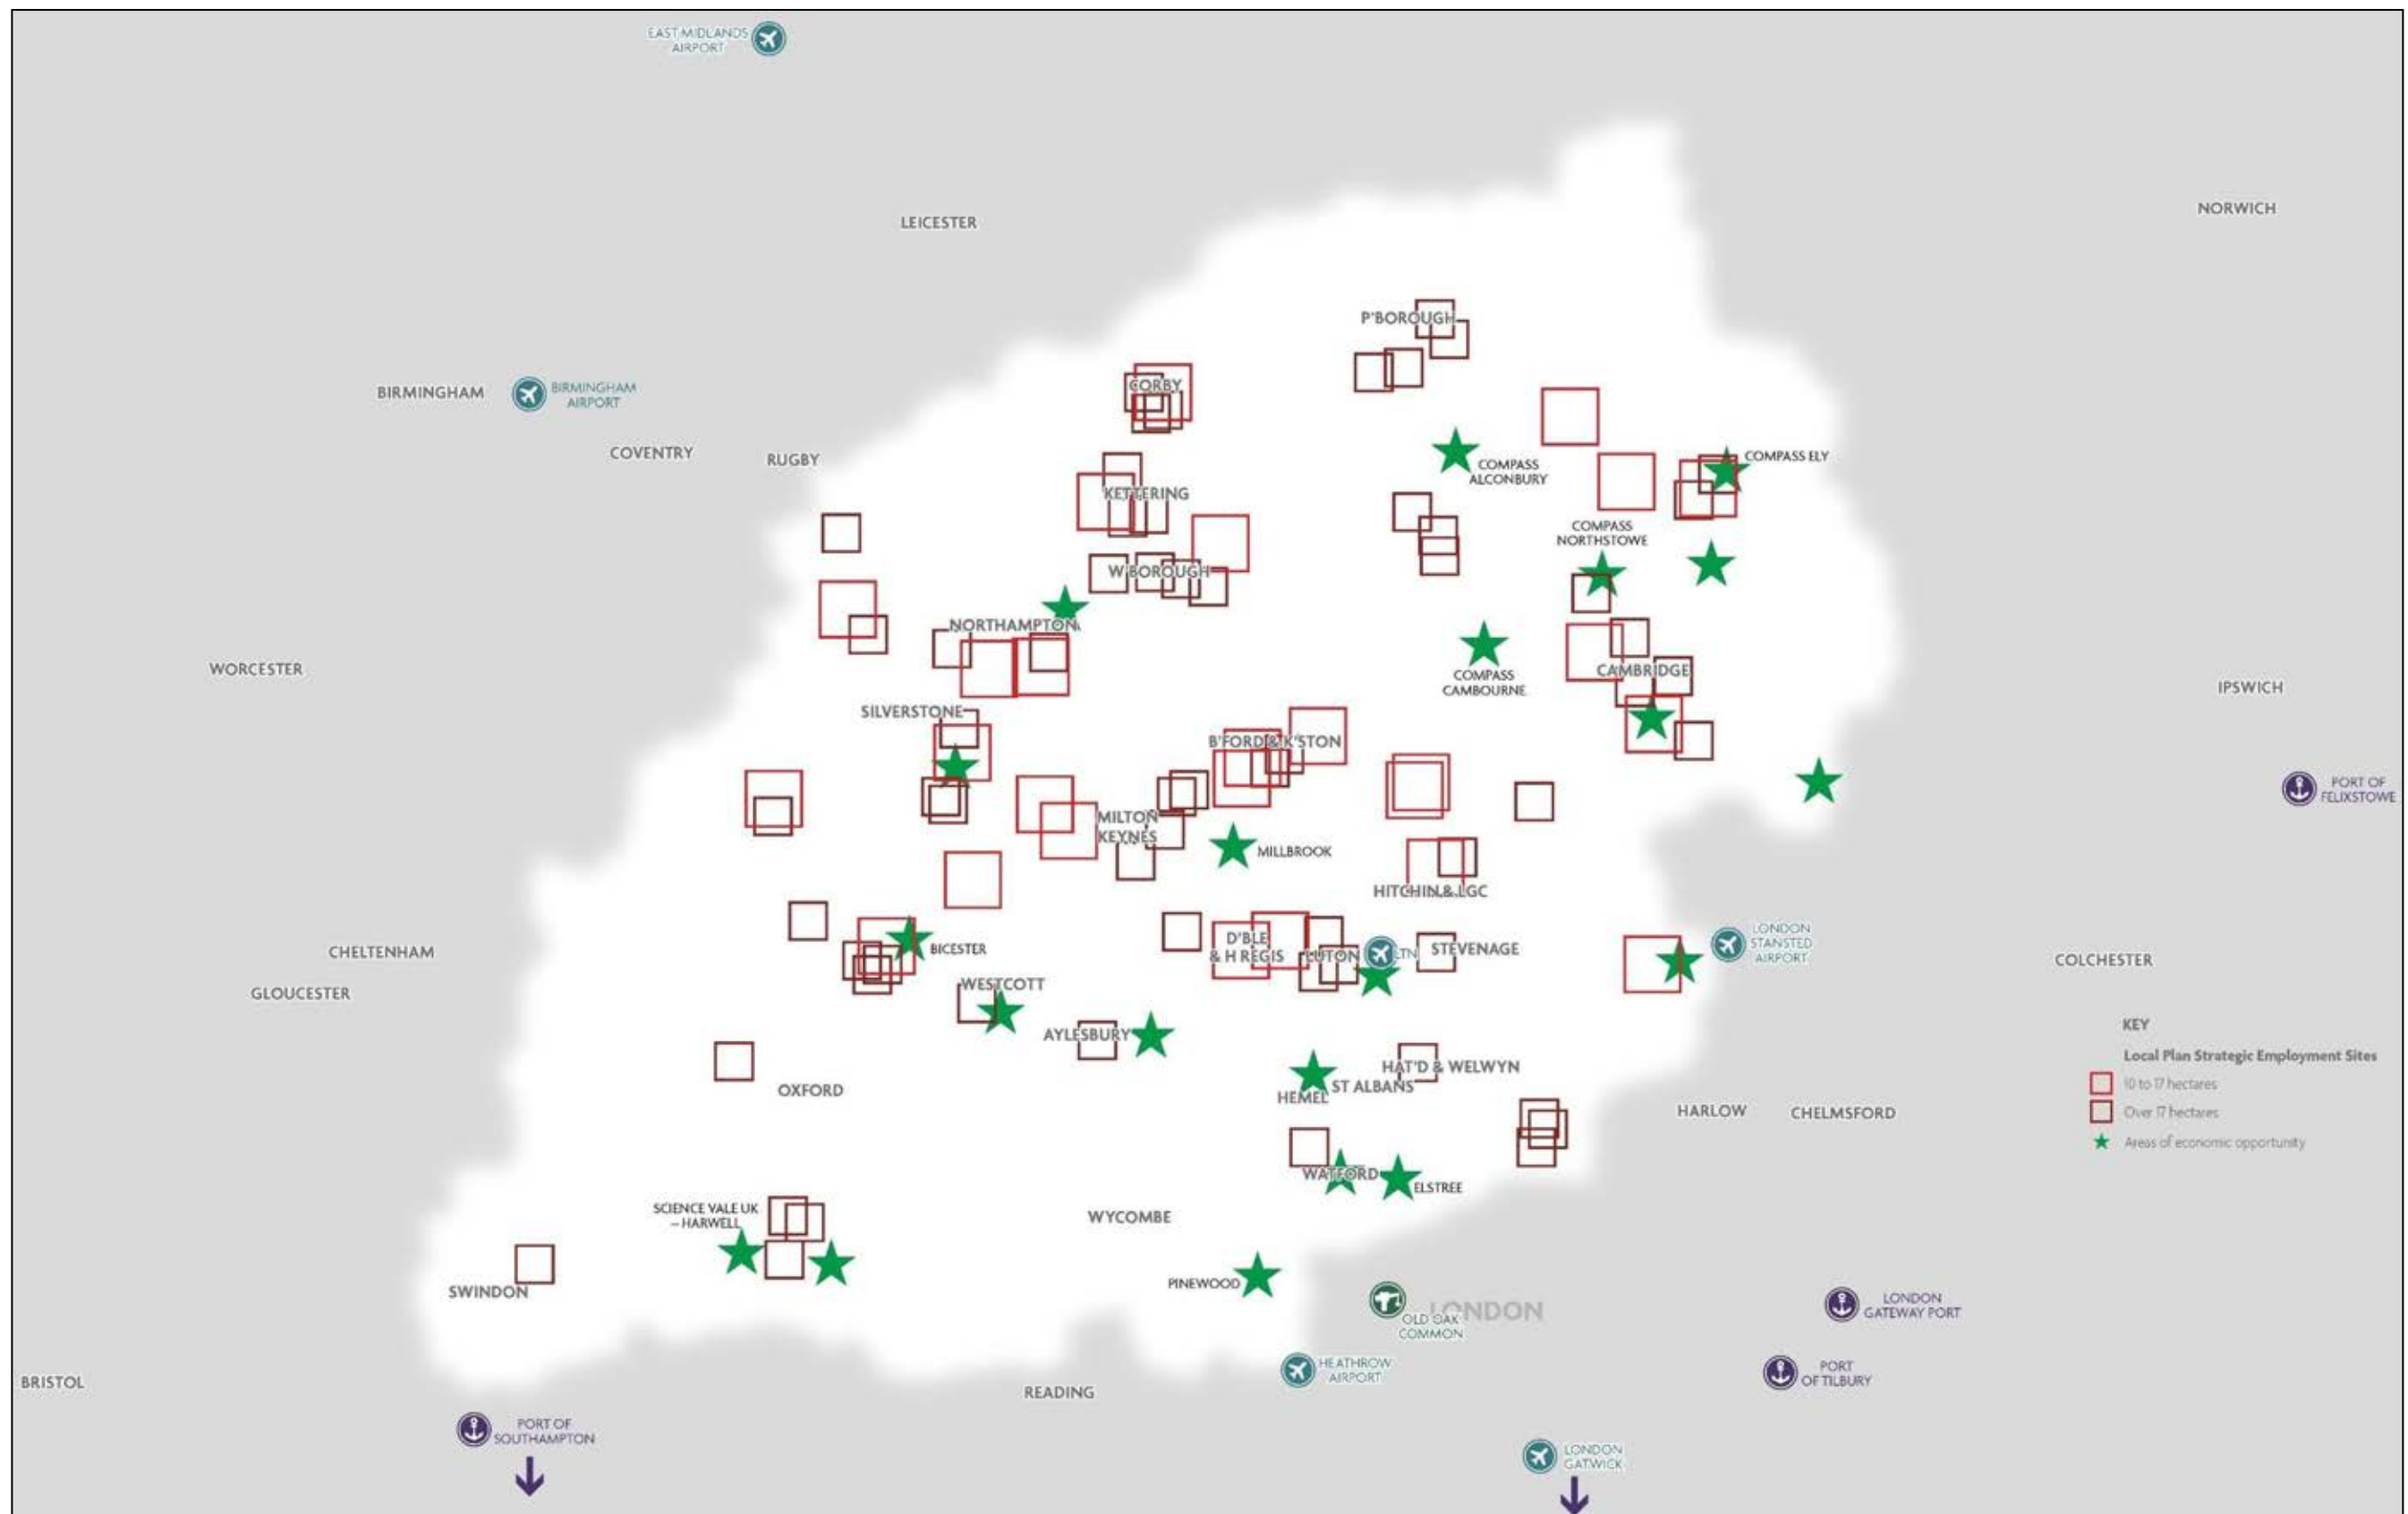 EAST MIDLANDS
AIRPORT
LEICESTER
NORWICH
P'BOROUGH
BIRMINGHAM
BIRMINGHAM
AIRPORT
CORBY
COVENTRY
RUGBY
COMPASS
ALCONBURY
COMPASS ELY
KETTERING
COMPASS
NORTHSTOWE
W'BOROUGH
NORTHAMPTON
WORCESTER
COMPASS
CAMBOURNE
CAMBRIDGE
IPSWICH
SILVERSTONE
B'FORD & K'STON
PORT OF
FELIXSTOWE
MILTON
KEYNES
MILLBROOK
HITCHIN & LGC
CHELTENHAM
GLOUCESTER
BICESTER
D'BLE
& H REGIS
LUTON
LTN
STEVENAGE
LONDON
STANSTED
AIRPORT
COLCHESTER
WESTCOTT
AYLESBURY
OXFORD
HAT'D & WELWYN
ST ALBANS
HEMEL
HARLOW
CHELMSFORD
KEY
Local Plan Strategic Employment Sites
10 to 17 hectares
Over 17 hectares
Areas of economic opportunity
WATFORD
ELSTREE
SCIENCE VALE UK
– HARWELL
WYCOMBE
SWINDON
PINEWOOD
OLD OAK
COMMON
LONDON
LONDON
GATEWAY PORT
HEATHROW
AIRPORT
PORT
OF TILBURY
BRISTOL
READING
PORT OF
SOUTHAMPTON
LONDON
GATWICK